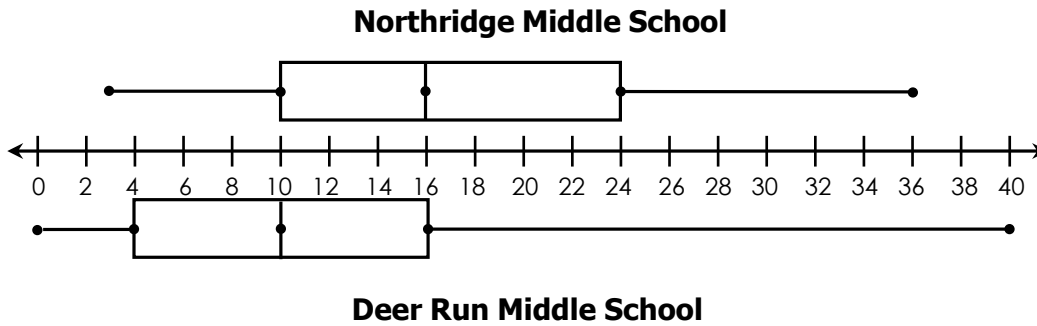 Northridge Middle School
0 2 4 6 8 10 12 14 16 18 20 22 24 26 28 30 32 34 36 38 40
Deer Run Middle School